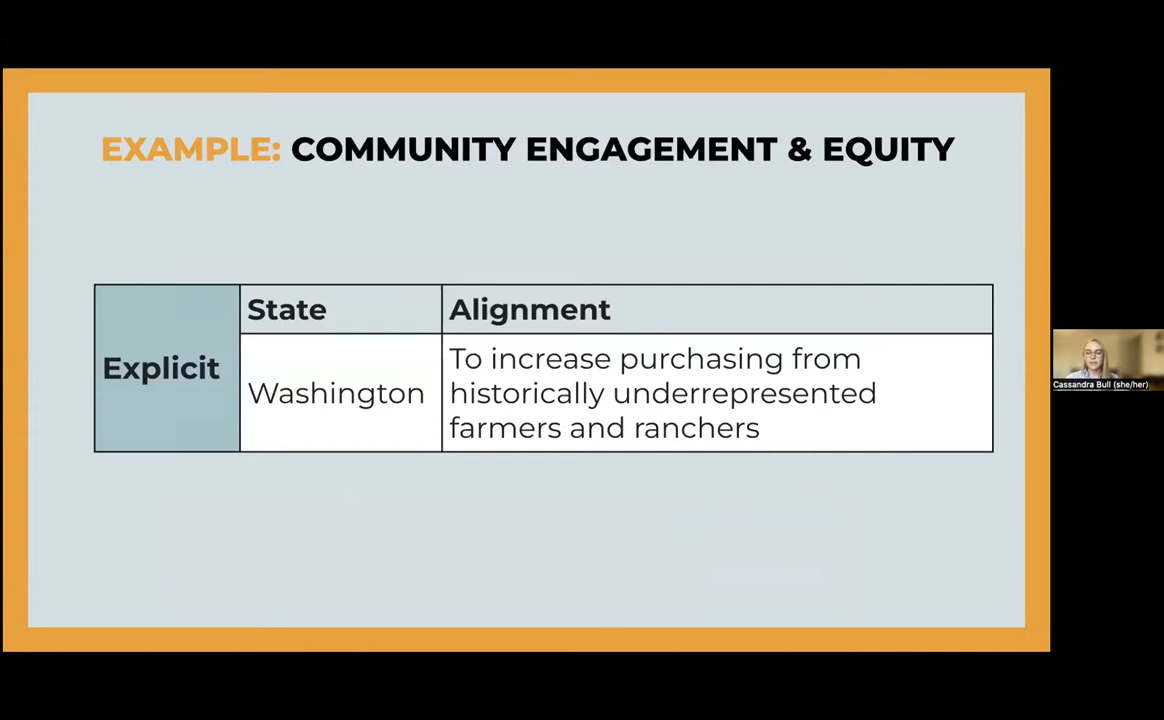 EXAMPLE: COMMUNITY ENGAGEMENT & EQUITY
State
Alignment
Explicit
Washington
To increase purchasing from
historically underrepresented
farmers and ranchers
Cassandra Bull (she/her)